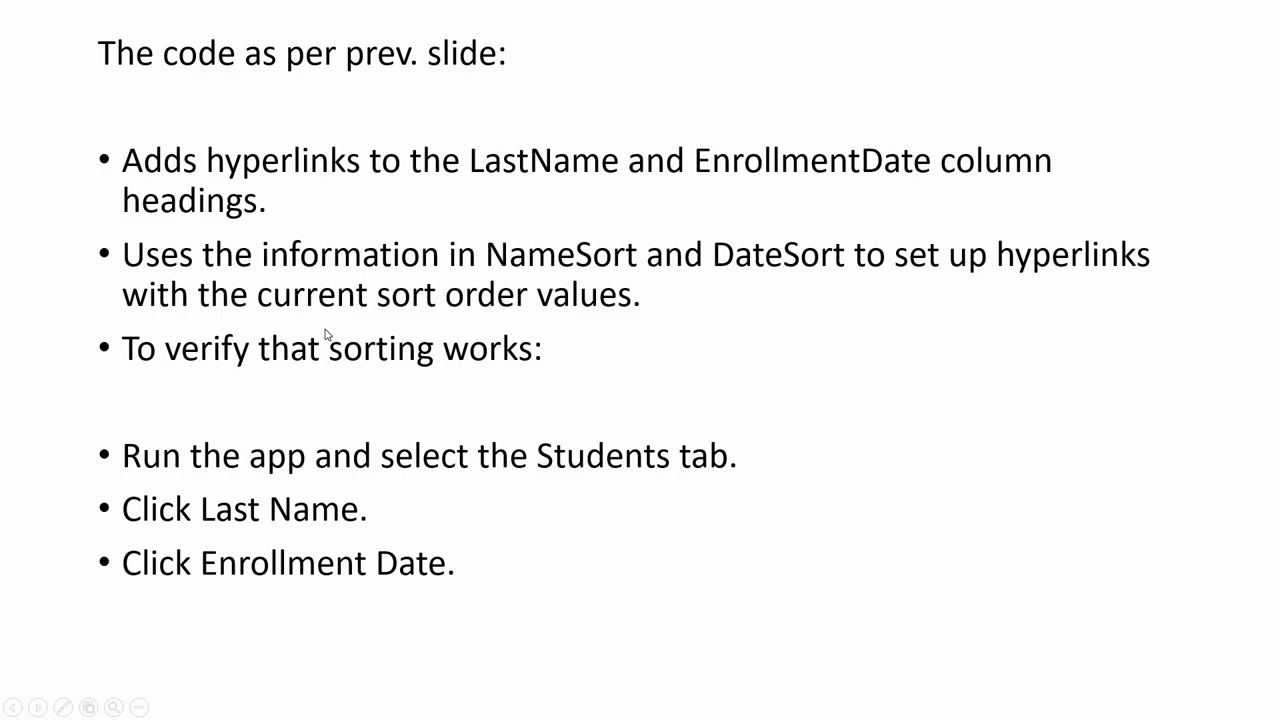 The code as per prev. slide:
• Adds hyperlinks to the LastName and EnrollmentDate column
headings.
• Uses the information in NameSort and DateSort to set up hyperlinks
with the current sort order values.
• To verify that sorting works:
• Run the app and select the Students tab.
• Click Last Name.
• Click Enrollment Date.